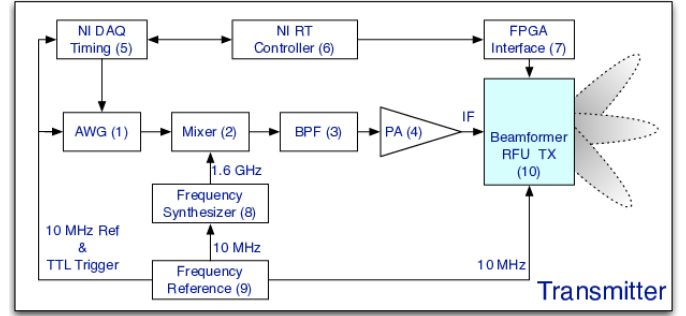 NI DAQ
Timing (5)
NI RT
Controller (6)
FPGA
Interface (7)
AWG (1)
Mixer (2)
BPF (3)
PA (4)
IF
Beamformer
RFU TX
(10)
1.6 GHz
Frequency
Synthesizer (8)
10 MHz Ref
&
TTL Trigger
10 MHz
Frequency
Reference (9)
10 MHz
Transmitter